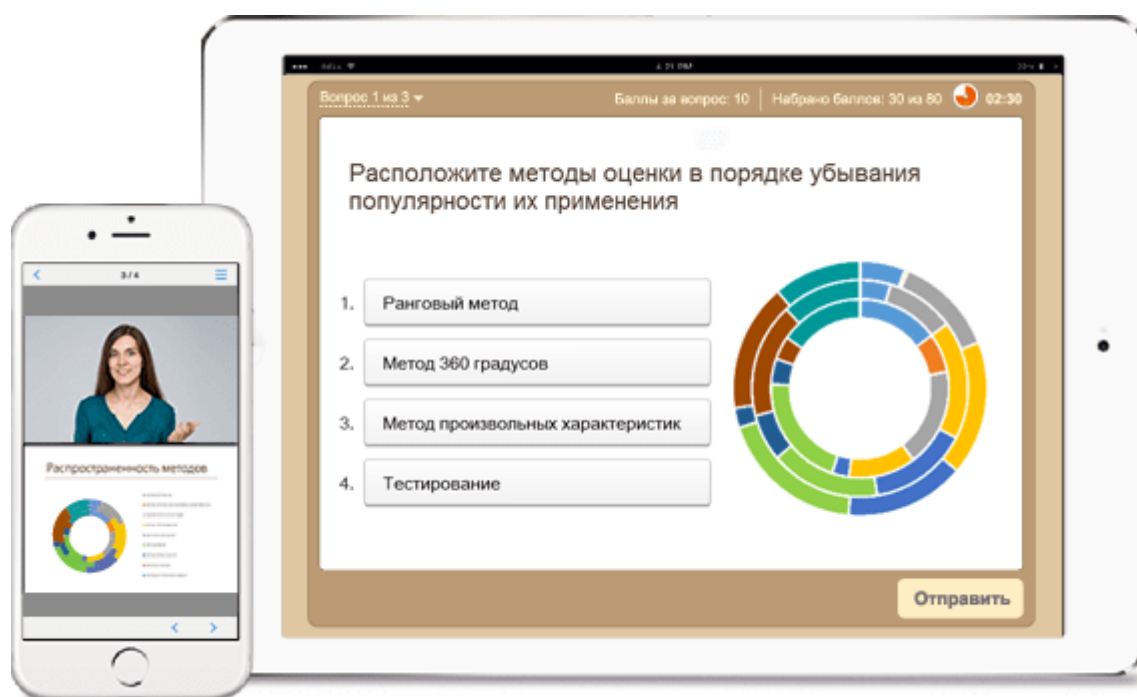 Вопрос 1 из 3
Баллы за вопрос: 10
Набрано баллов: 30 из 80
02:30
Расположите методы оценки в порядке убывания
популярности их применения
1. Ранговый метод
2. Метод 360 градусов
3. Метод произвольных характеристик
4. Тестирование
Отправить
3/4
Распространенность методов